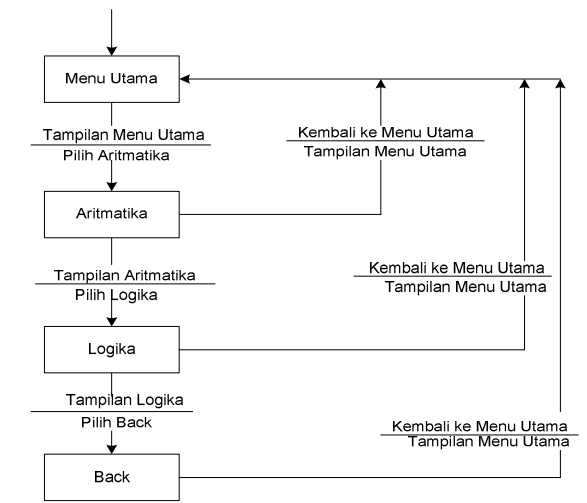 Menu Utama
Tampilan Menu Utama
Pilih Aritmatika
Kembali ke Menu Utama
Tampilan Menu Utama
Aritmatika
Tampilan Aritmatika
Pilih Logika
Kembali ke Menu Utama
Tampilan Menu Utama
Logika
Tampilan Logika
Pilih Back
Kembali ke Menu Utama
Tampilan Menu Utama
Back